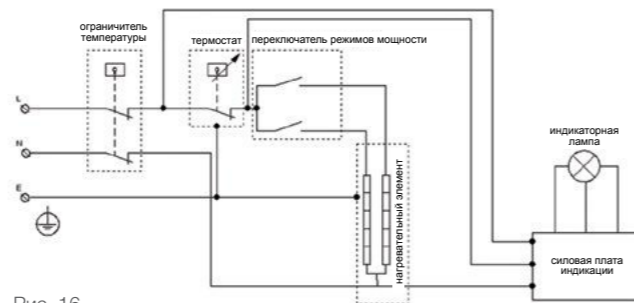 ограничитель
температуры
термостат
переключатель режимов мощности
L
N
E
нагревательный элемент
индикаторная
лампа
силовая плата
индикации
Рис. 16